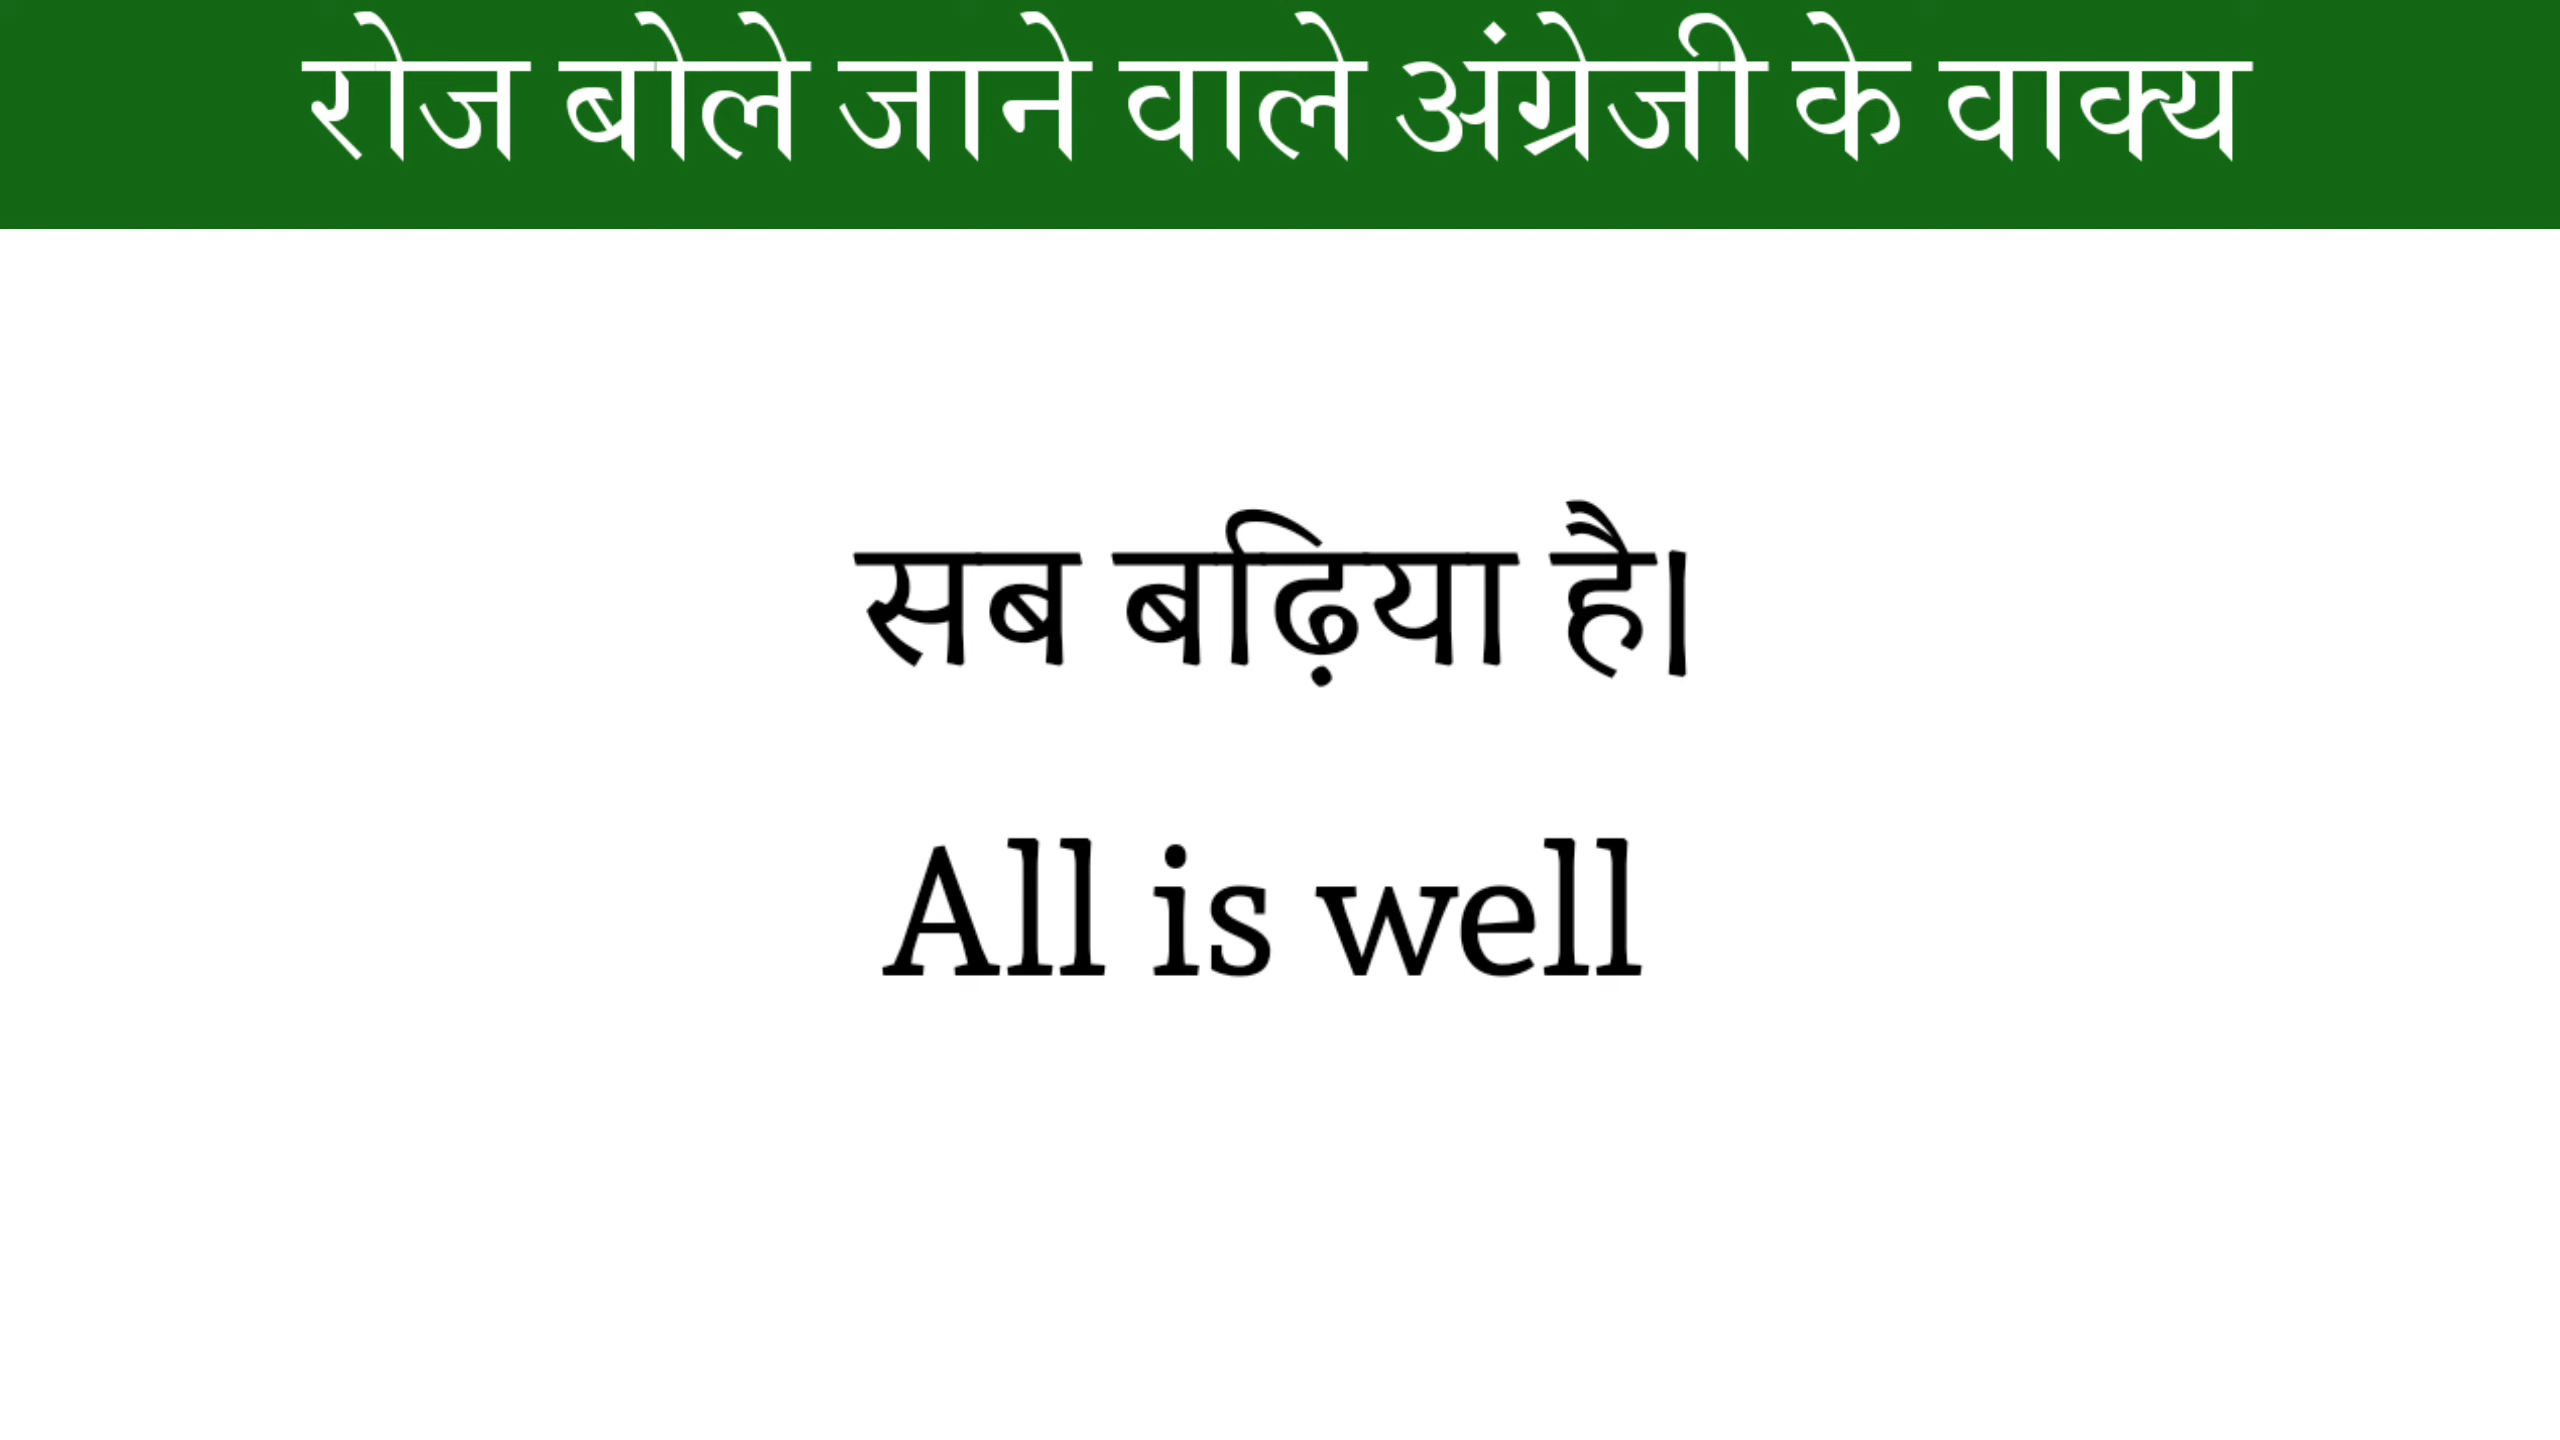 रोज बोले जाने वाले अंग्रेजी के वाक्य
सब बढ़िया है।
All is well